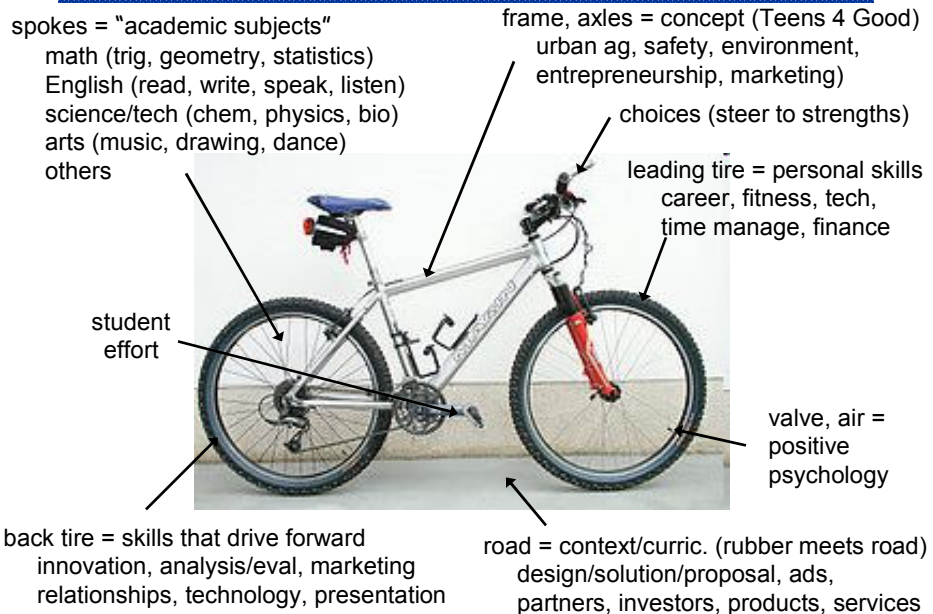 spokes = "academic subjects"
math (trig, geometry, statistics)
English (read, write, speak, listen)
science/tech (chem, physics, bio)
arts (music, drawing, dance)
others
frame, axles = concept (Teens 4 Good)
urban ag, safety, environment,
entrepreneurship, marketing)
choices (steer to strengths)
leading tire = personal skills
career, fitness, tech,
time manage, finance
student
effort
valve, air =
positive
psychology
back tire = skills that drive forward
innovation, analysis/eval, marketing
relationships, technology, presentation
road = context/curric. (rubber meets road)
design/solution/proposal, ads,
partners, investors, products, services